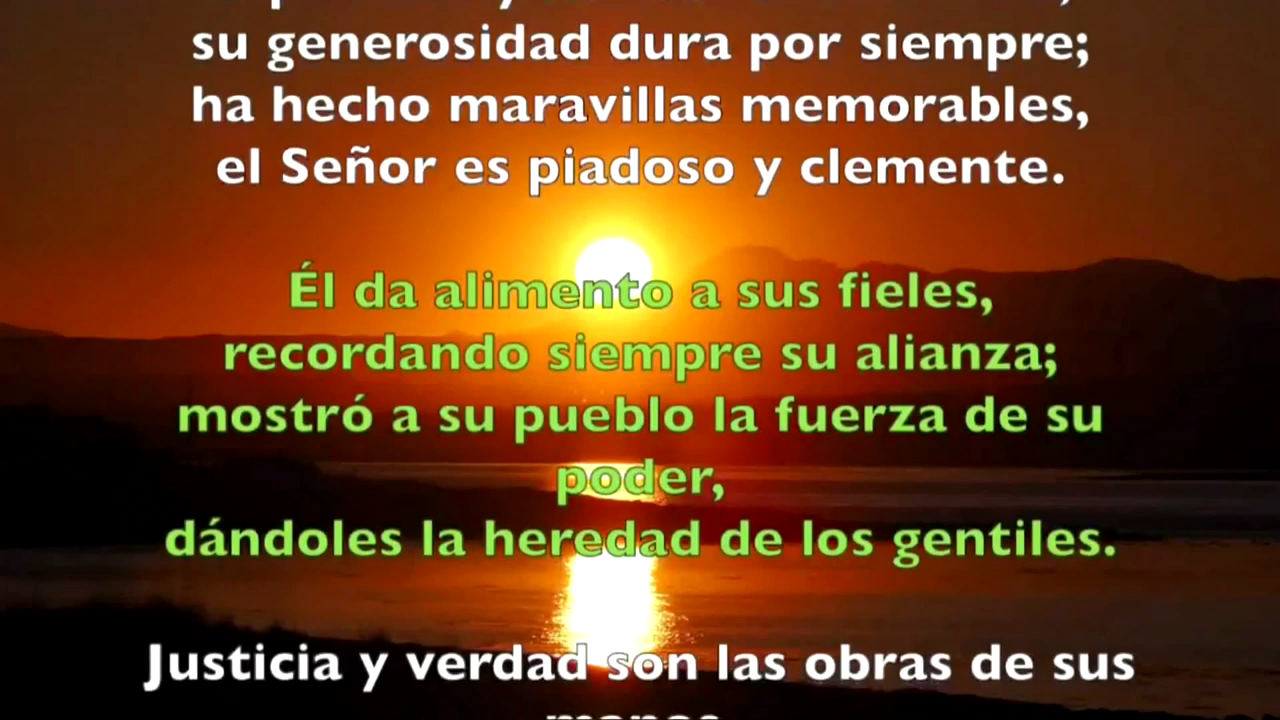 su generosidad dura por siempre;
ha hecho maravillas memorables,
el Señor es piadoso y clemente.
Él da alimento a sus fieles,
recordando siempre su alianza;
mostró a su pueblo la fuerza de su
poder,
dándoles la heredad de los gentiles.
Justicia y verdad son las obras de sus